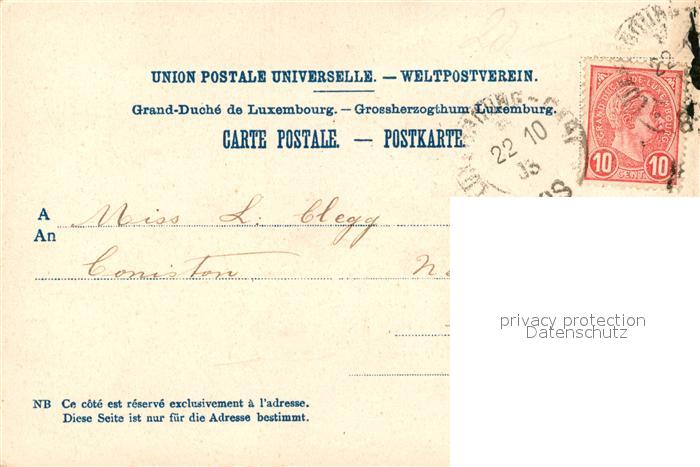 UNION POSTALE UNIVERSELLE. — WELTPOSTVEREIN.
Grand-Duché de Luxembourg. — Grossherzogthum Luxemburg.
CARTE POSTALE. — POSTKARTE
22 10
10 CENT 10
A Miss L. Clegg
An
Coniston
privacy protection
Datenschutz
NB Ce côté est réservé exclusivement à l'adresse.
Diese Seite ist nur für die Adresse bestimmt.